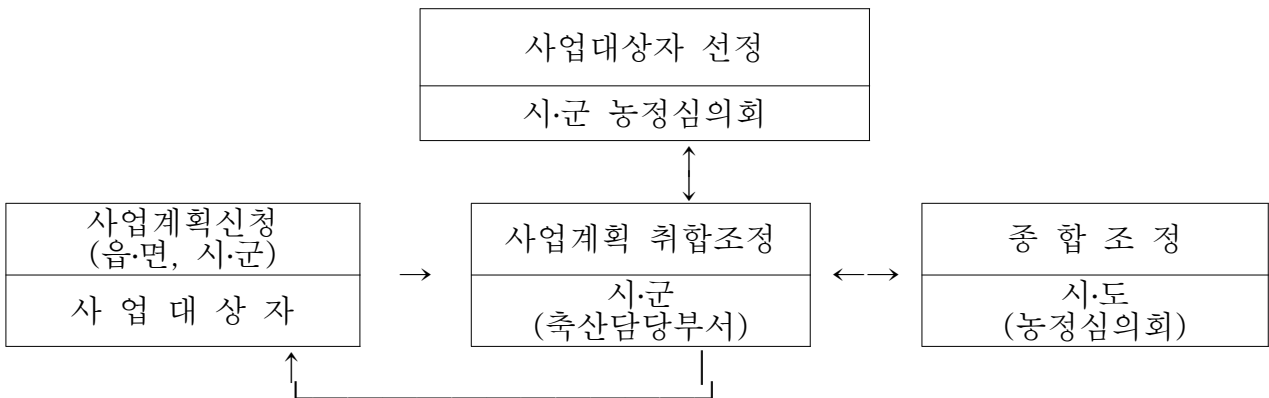 사업대상자 선정
시·군 농정심의회
↕
사업계획신청
(읍·면, 시·군)
사 업 대 상 자
→
사업계획 취합조정
시·군
(축산담당부서)
←→
종 합 조 정
시·도
(농정심의회)
↑